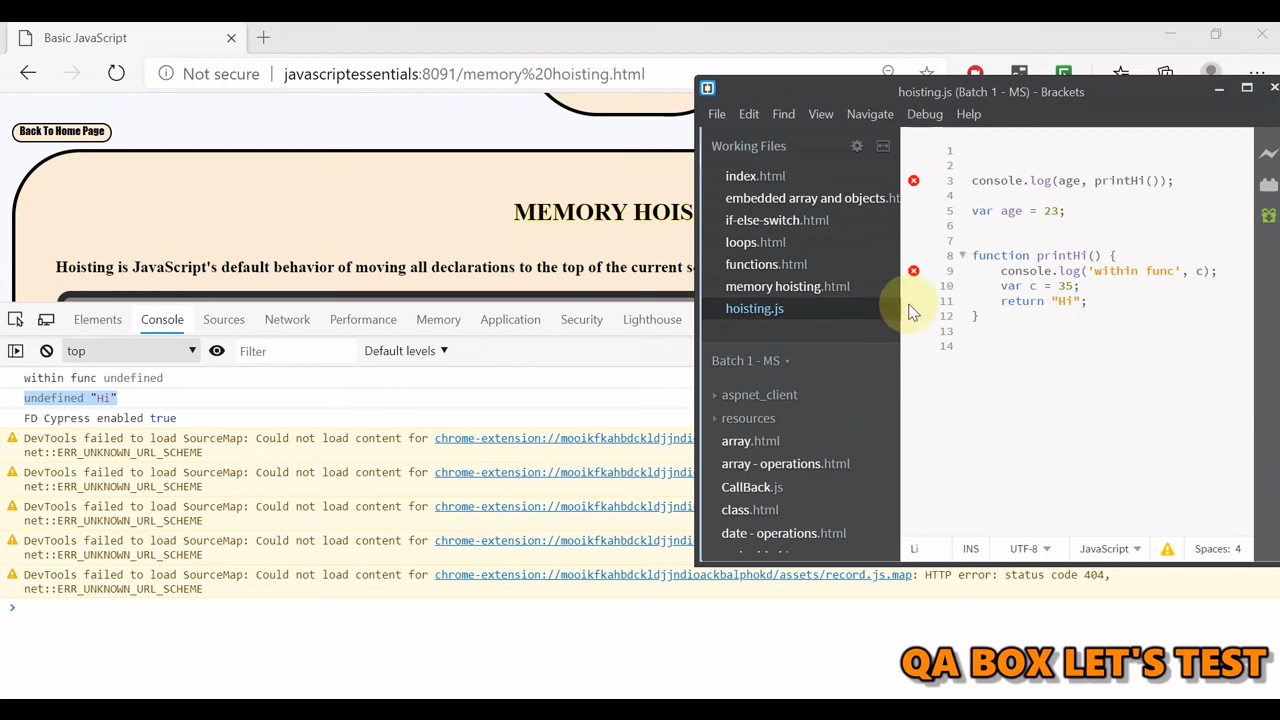 Basic JavaScript
Not secure
javascriptessentials:8091/memory%20hoisting.html
Back To Home Page
MEMORY HOIS
Hoisting is JavaScript's default behavior of moving all declarations to the top of the current s
Elements Console Sources Network Performance Memory Application Security Lighthouse
top Filter Default levels
within func undefined
undefined "Hi"
FD Cypress enabled true
DevTools failed to load SourceMap: Could not load content for chrome-extension://mooikfkahbdckldjjndio
net::ERR_UNKNOWN_URL_SCHEME
DevTools failed to load SourceMap: Could not load content for chrome-extension://mooikfkahbdckldjjndio
net::ERR_UNKNOWN_URL_SCHEME
DevTools failed to load SourceMap: Could not load content for chrome-extension://mooikfkahbdckldjjndio
net::ERR_UNKNOWN_URL_SCHEME
DevTools failed to load SourceMap: Could not load content for chrome-extension://mooikfkahbdckldjjndio
net::ERR_UNKNOWN_URL_SCHEME
DevTools failed to load SourceMap: Could not load content for chrome-extension://mooikfkahbdckldjjndioackbalphokd/assets/record.js.map: HTTP error: status code 404,
net::ERR_UNKNOWN_URL_SCHEME
hoisting.js (Batch 1 - MS) - Brackets
File Edit Find View Navigate Debug Help
Working Files
index.html
embedded array and objects.ht
if-else-switch.html
loops.html
functions.html
memory hoisting.html
hoisting.js
Batch 1 - MS
aspnet_client
resources
array.html
array - operations.html
CallBack.js
class.html
date - operations.html
1
2
3 console.log(age, printHi());
4
5 var age = 23;
6
7
8 function printHi() {
9 console.log('within func', c);
10 var c = 35;
11 return "Hi";
12 }
13
14
Li INS UTF-8 JavaScript Spaces: 4
QA BOX LET'S TEST